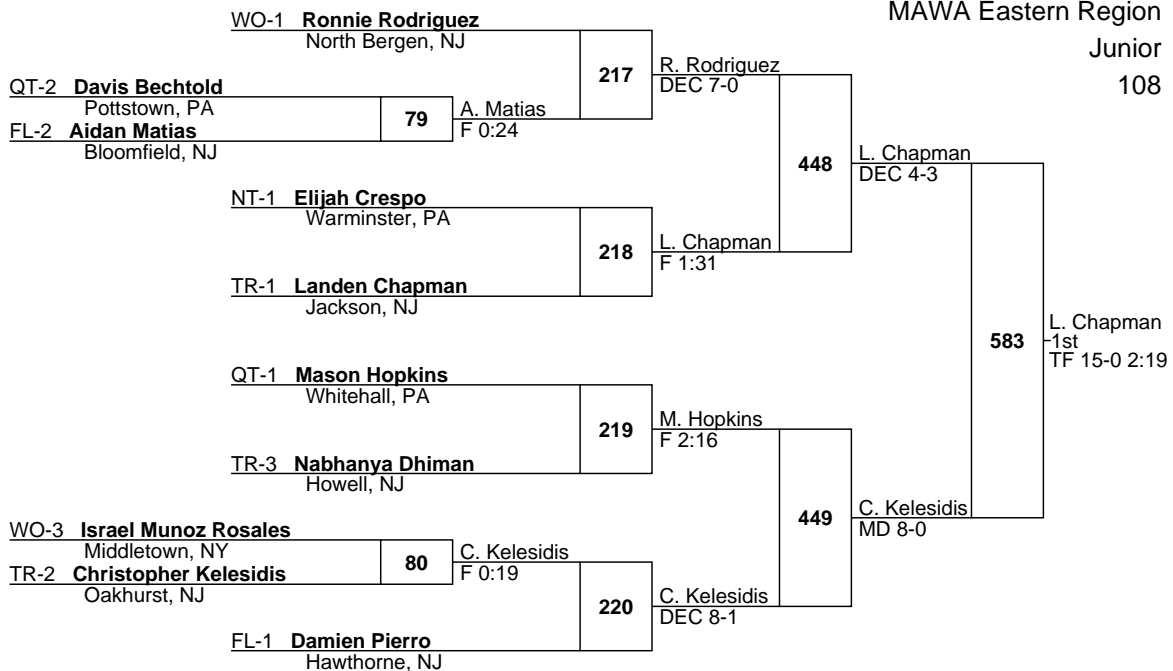 MAWA Eastern Region
Junior
108
WO-1 Ronnie Rodriguez
North Bergen, NJ
217
R. Rodriguez
DEC 7-0
QT-2 Davis Bechtold
Pottstown, PA
79
A. Matias
F 0:24
FL-2 Aidan Matias
Bloomfield, NJ
448
L. Chapman
DEC 4-3
NT-1 Elijah Crespo
Warminster, PA
218
L. Chapman
F 1:31
TR-1 Landen Chapman
Jackson, NJ
583
L. Chapman
1st
TF 15-0 2:19
QT-1 Mason Hopkins
Whitehall, PA
219
M. Hopkins
F 2:16
TR-3 Nabhanya Dhiman
Howell, NJ
449
C. Kelesidis
MD 8-0
WO-3 Israel Munoz Rosales
Middletown, NY
80
C. Kelesidis
F 0:19
TR-2 Christopher Kelesidis
Oakhurst, NJ
220
C. Kelesidis
DEC 8-1
FL-1 Damien Pierro
Hawthorne, NJ